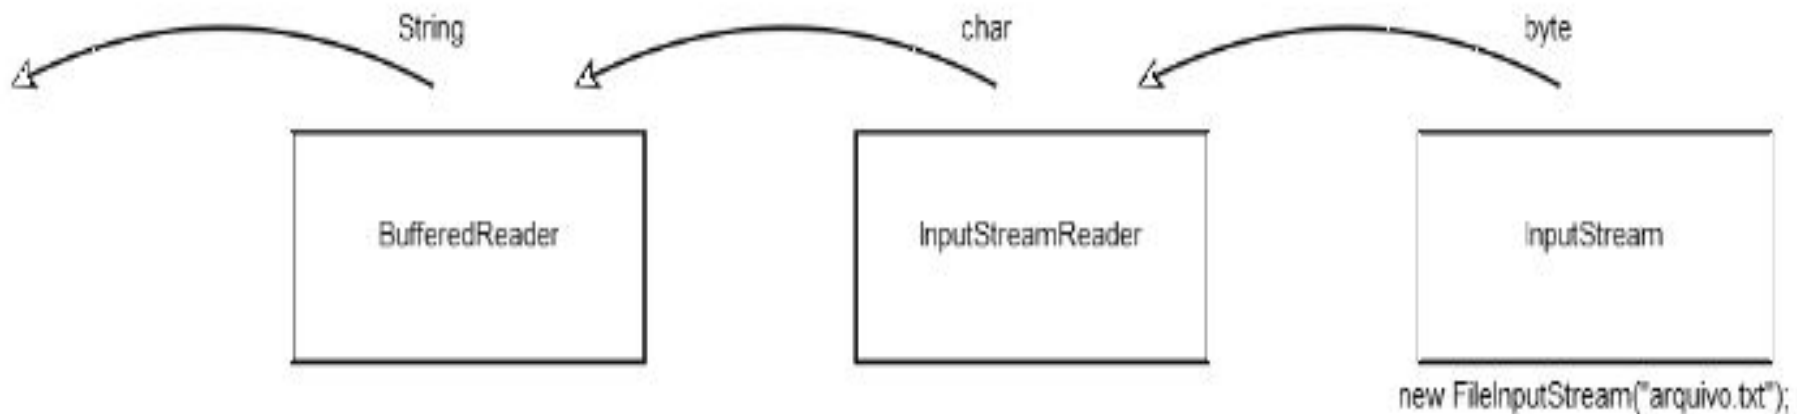 String
char
byte
BufferedReader
InputStreamReader
InputStream
new FileInputStream("arquivo.txt");